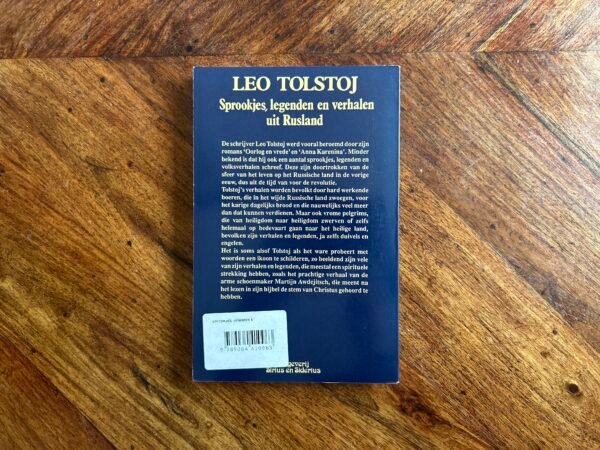 LEO TOLSTOJ
Sprookjes, legenden en verhalen
uit Rusland
De schrijver Leo Tolstoj werd vooral beroemd door zijn
romans 'Oorlog en vrede' en 'Anna Karenina'. Minder
bekend is dat hij ook een aantal sprookjes, legenden en
volksverhalen schreef. Deze zijn doortrokken van de
sfeer van het leven op het Russische land in de vorige
eeuw, dus uit de tijd van voor de revolutie.
Tolstoj's verhalen worden bevolkt door hard werkende
boeren, die in het wijde Russische land zwoegen, voor
het karige dagelijks brood en die nauwelijks veel meer
dan dat kunnen verdienen. Maar ook vrome pelgrims,
die van heiligdom naar heiligdom zwerven of zelfs
helemaal op bedevaart gaan naar het heilige land,
bevolken zijn verhalen en legenden, ja zelfs duivels en
engelen.
Het is soms alsof Tolstoj als het ware probeert met
woorden een ikoon te schilderen, zo beeldend zijn vele
van zijn verhalen en legenden, die meestal een spirituele
strekking hebben, zoals het prachtige verhaal van de
arme schoenmaker Martijn Awdejitsch, die meent na
het lezen in zijn bijbel de stem van Christus gehoord te
hebben.
Sirius en Siderius